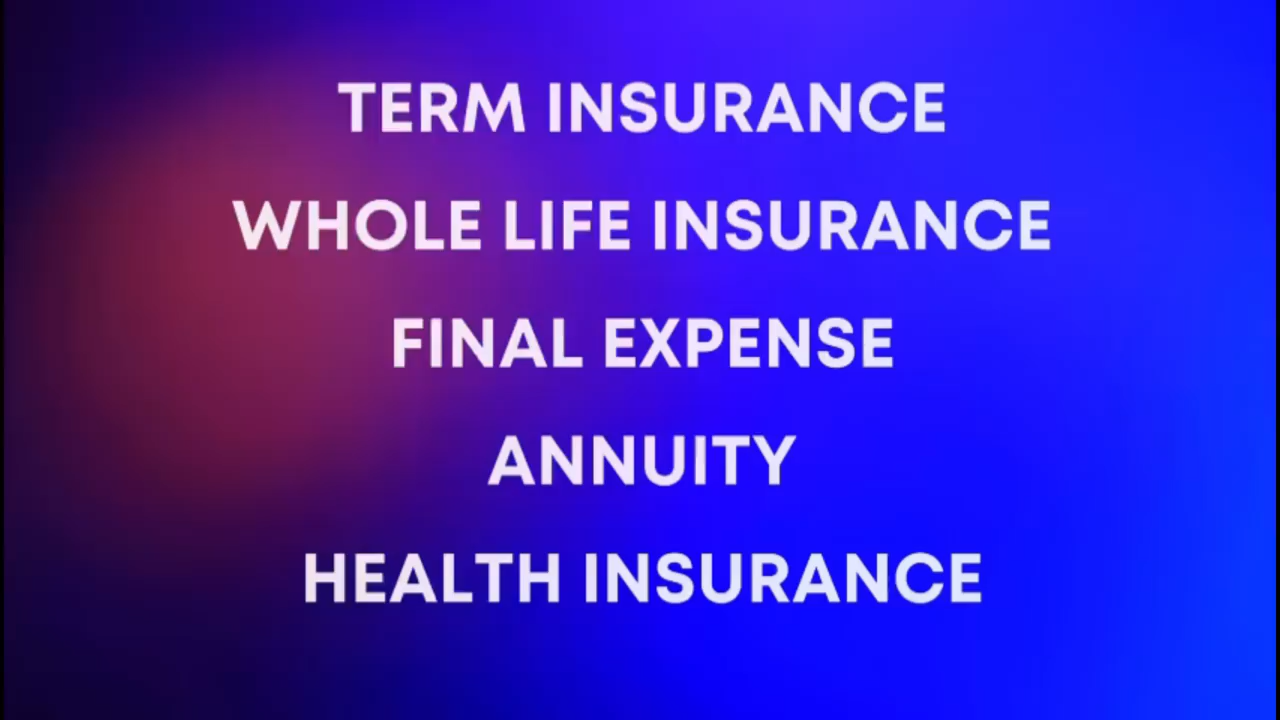 TERM INSURANCE
WHOLE LIFE INSURANCE
FINAL EXPENSE
ANNUITY
HEALTH INSURANCE